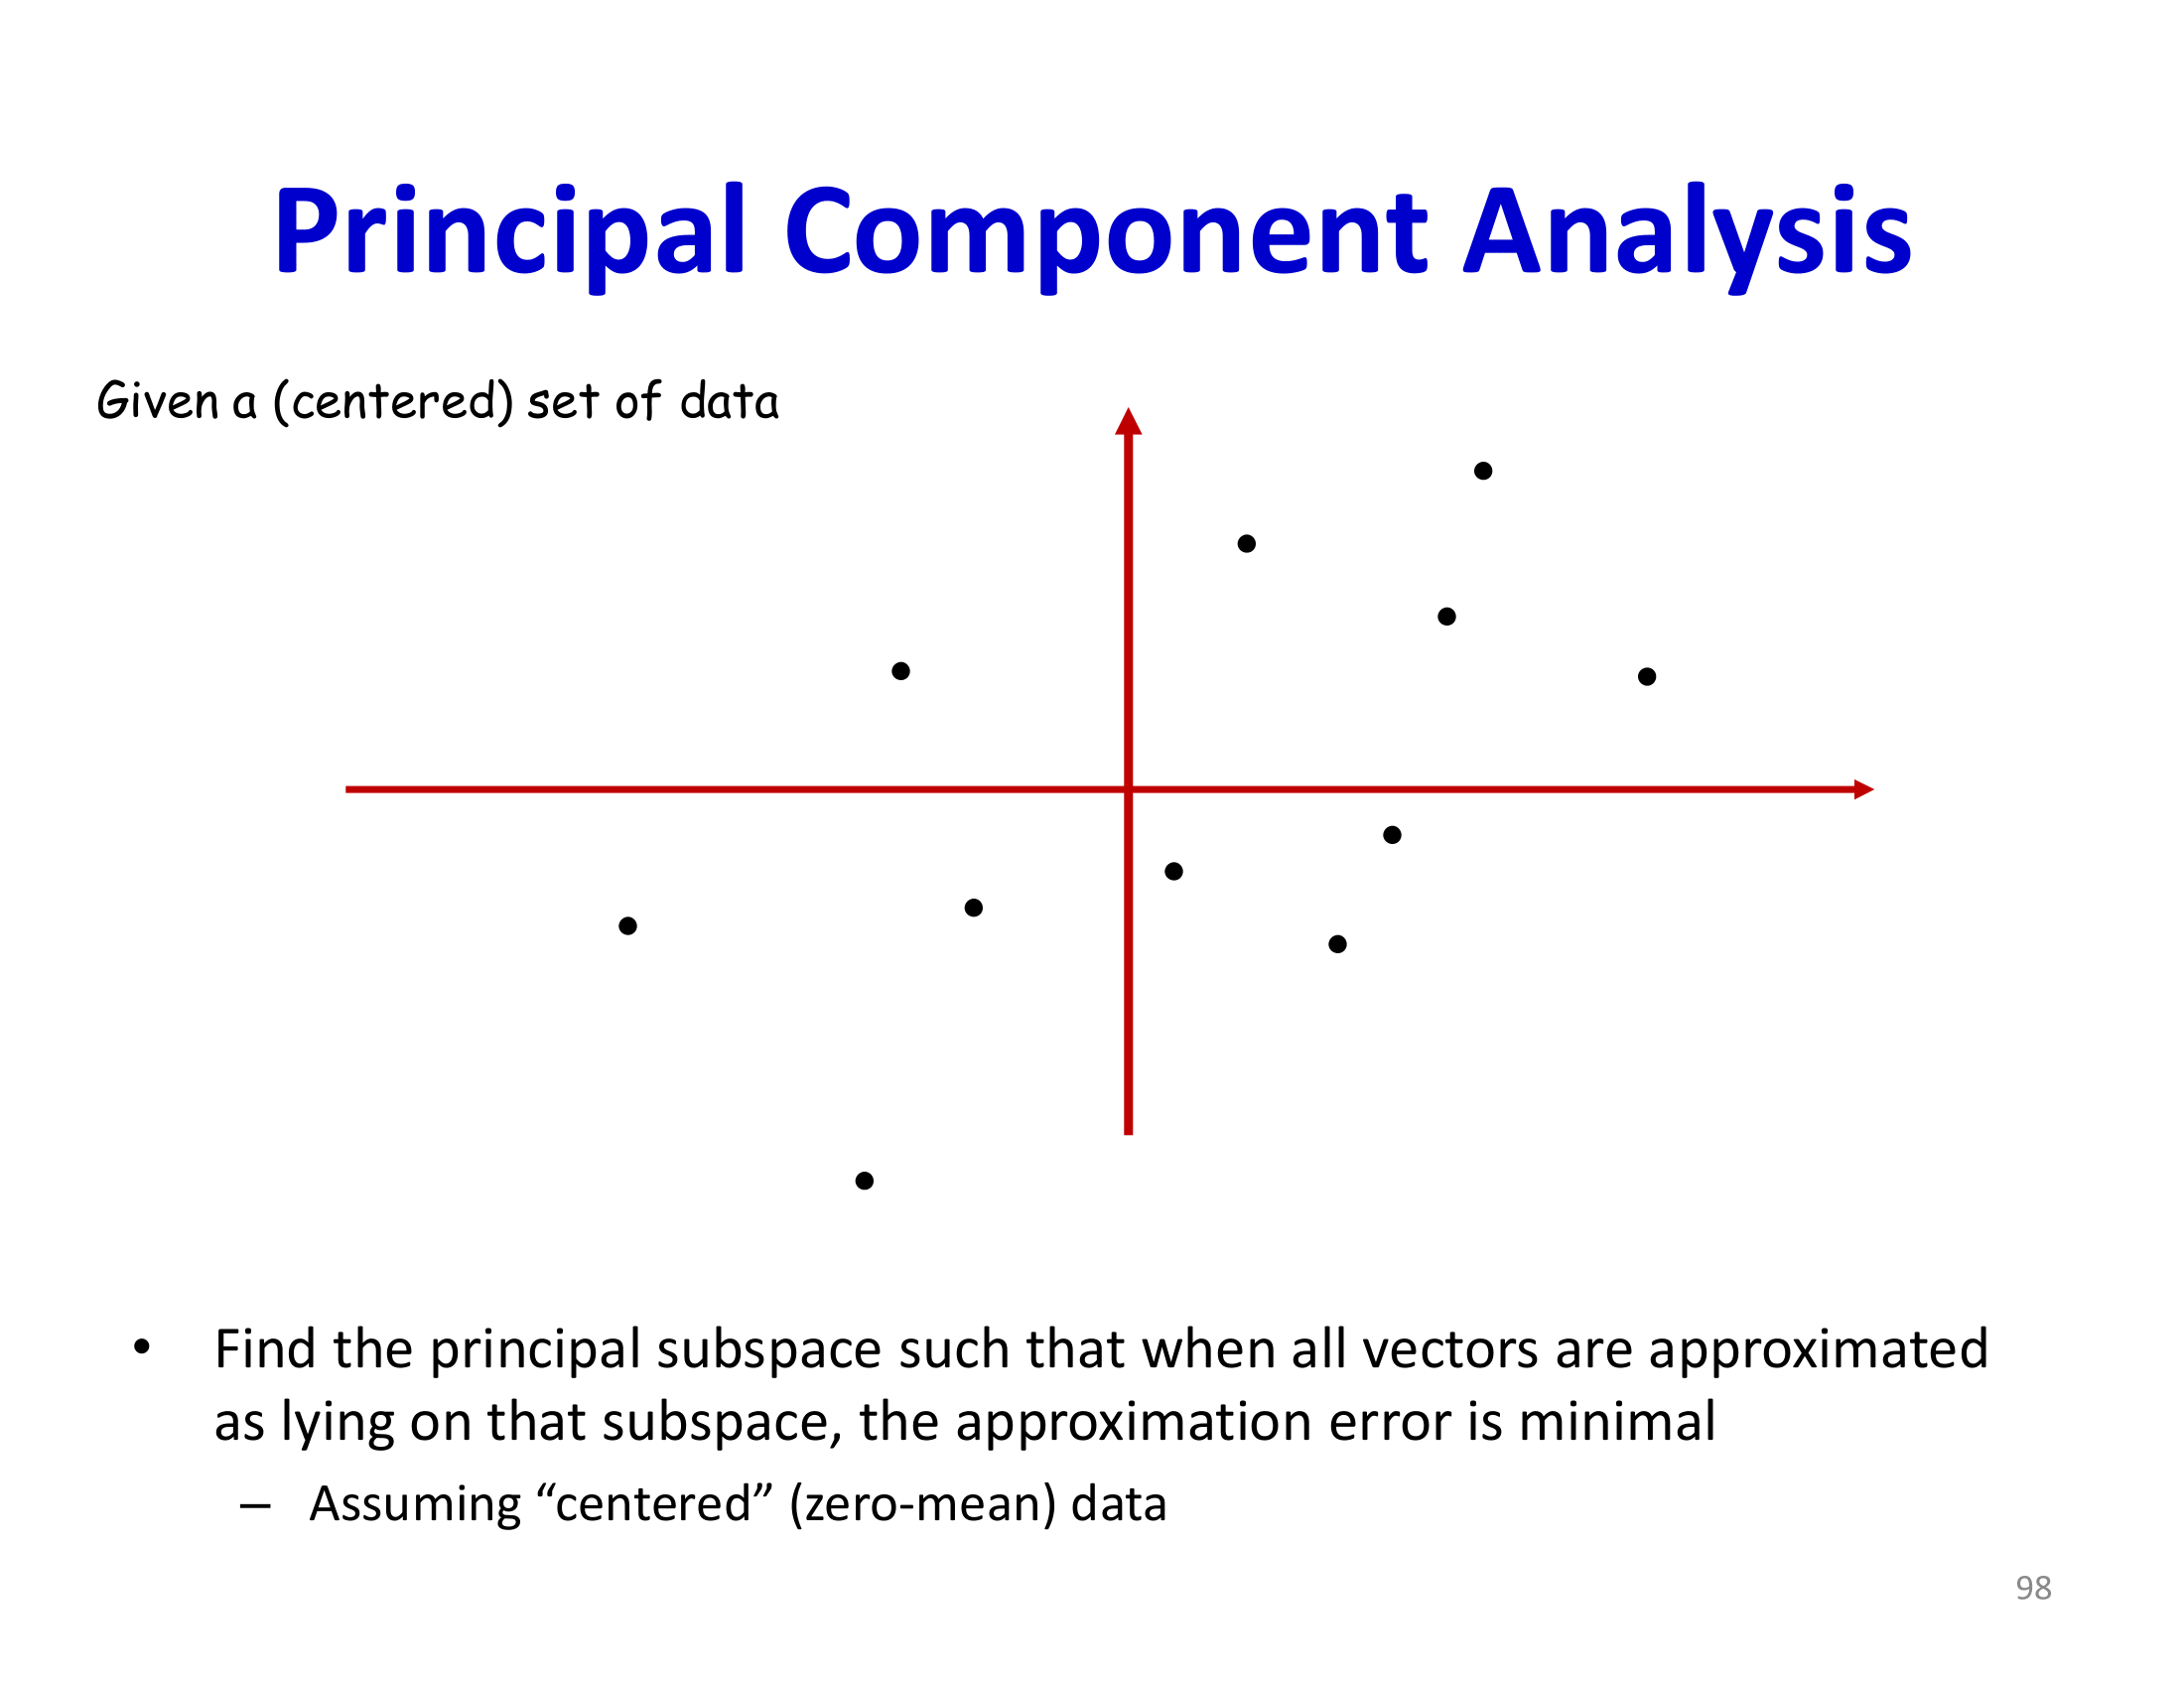 Principal Component Analysis
Given a (centered) set of data
• Find the principal subspace such that when all vectors are approximated
as lying on that subspace, the approximation error is minimal
– Assuming “centered” (zero-mean) data
98